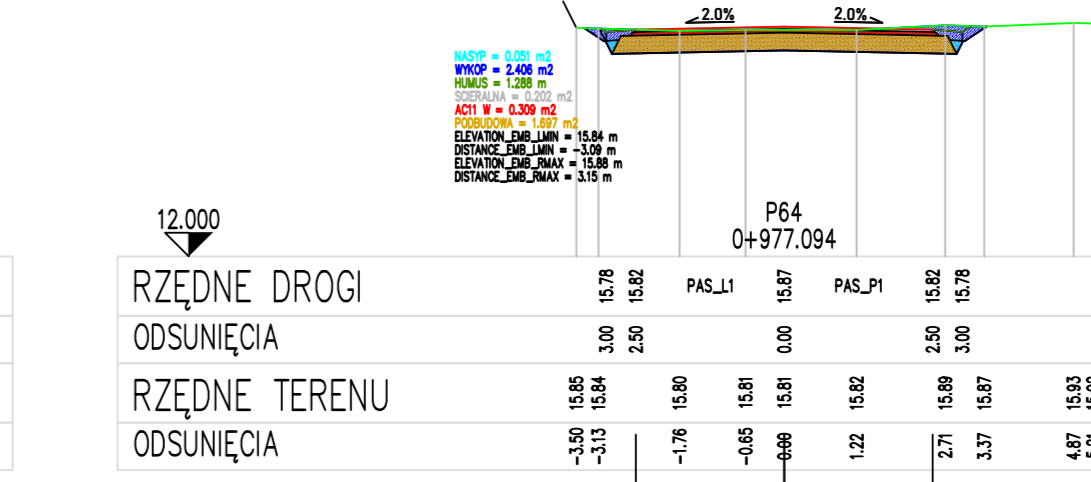 2.0% 2.0%
NASYP = 0.051 m2
WYKOP = 2.406 m2
HUMUS = 1.288 m
SCIERALNA = 0.202 m2
AC11 W = 0.309 m2
PODBUDOWA = 1.697 m2
ELEVATION_EMB_LMIN = 15.84 m
DISTANCE_EMB_LMIN = -3.09 m
ELEVATION_EMB_RMAX = 15.88 m
DISTANCE_EMB_RMAX = 3.15 m
12.000
P64
0+977.094
RZĘDNE DROGI 15.78 15.82 PAS_L1 15.87 PAS_P1 15.82 15.78
ODSUNIĘCIA 3.00 2.50 0.00 2.50 3.00
RZĘDNE TERENU 15.85 15.84 15.80 15.81 15.81 15.82 15.89 15.87 15.93
ODSUNIĘCIA -3.50 -3.13 -1.76 -0.65 0.00 1.22 2.71 3.37 4.87